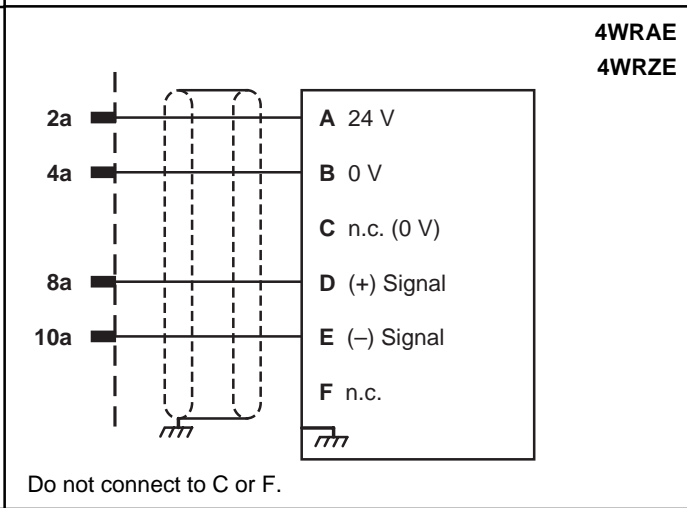 4WRAE
4WRZE
2a A 24 V
4a B 0 V
C n.c. (0 V)
8a D (+) Signal
10a E (–) Signal
F n.c.
Do not connect to C or F.